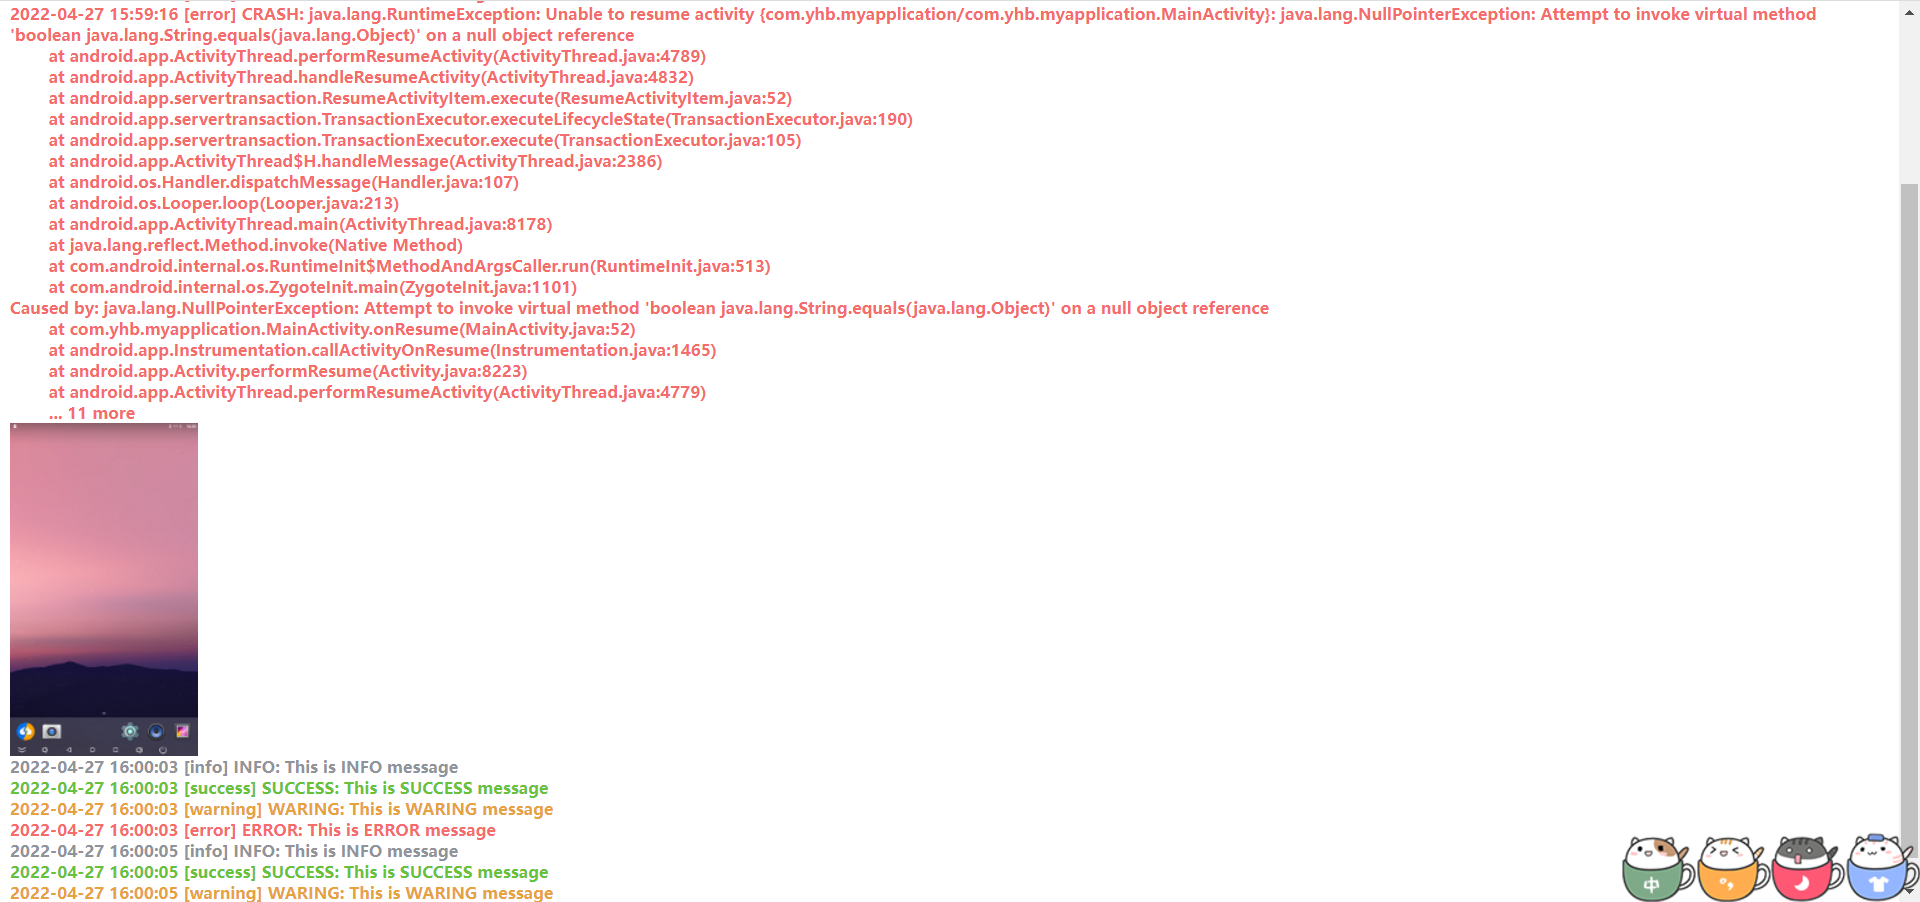 2022-04-27 15:59:16 [error] CRASH: java.lang.RuntimeException: Unable to resume activity {com.yhb.myapplication/com.yhb.myapplication.MainActivity}: java.lang.NullPointerException: Attempt to invoke virtual method
'boolean java.lang.String.equals(java.lang.Object)' on a null object reference
at android.app.ActivityThread.performResumeActivity(ActivityThread.java:4789)
at android.app.ActivityThread.handleResumeActivity(ActivityThread.java:4832)
at android.app.servertransaction.ResumeActivityItem.execute(ResumeActivityItem.java:52)
at android.app.servertransaction.TransactionExecutor.executeLifecycleState(TransactionExecutor.java:190)
at android.app.servertransaction.TransactionExecutor.execute(TransactionExecutor.java:105)
at android.app.ActivityThread$H.handleMessage(ActivityThread.java:2386)
at android.os.Handler.dispatchMessage(Handler.java:107)
at android.os.Looper.loop(Looper.java:213)
at android.app.ActivityThread.main(ActivityThread.java:8178)
at java.lang.reflect.Method.invoke(Native Method)
at com.android.internal.os.RuntimeInit$MethodAndArgsCaller.run(RuntimeInit.java:513)
at com.android.internal.os.ZygoteInit.main(ZygoteInit.java:1101)
Caused by: java.lang.NullPointerException: Attempt to invoke virtual method 'boolean java.lang.String.equals(java.lang.Object)' on a null object reference
at com.yhb.myapplication.MainActivity.onResume(MainActivity.java:52)
at android.app.Instrumentation.callActivityOnResume(Instrumentation.java:1465)
at android.app.Activity.performResume(Activity.java:8223)
at android.app.ActivityThread.performResumeActivity(ActivityThread.java:4779)
... 11 more
2022-04-27 16:00:03 [info] INFO: This is INFO message
2022-04-27 16:00:03 [success] SUCCESS: This is SUCCESS message
2022-04-27 16:00:03 [warning] WARING: This is WARING message
2022-04-27 16:00:03 [error] ERROR: This is ERROR message
2022-04-27 16:00:05 [info] INFO: This is INFO message
2022-04-27 16:00:05 [success] SUCCESS: This is SUCCESS message
2022-04-27 16:00:05 [warning] WARING: This is WARING message
中